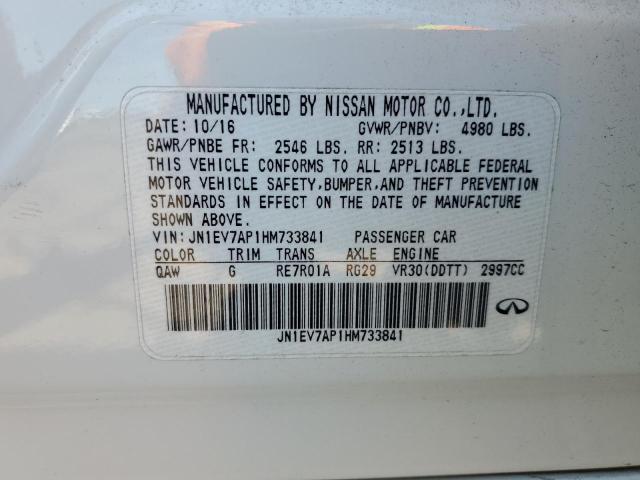 MANUFACTURED BY NISSAN MOTOR CO.,LTD.
DATE: 10/16 GVWR/PNBV: 4980 LBS.
GAWR/PNBE FR: 2546 LBS. RR: 2513 LBS.
THIS VEHICLE CONFORMS TO ALL APPLICABLE FEDERAL
MOTOR VEHICLE SAFETY,BUMPER,AND THEFT PREVENTION
STANDARDS IN EFFECT ON THE DATE OF MANUFACTURE
SHOWN ABOVE.
VIN: JN1EV7AP1HM733841 PASSENGER CAR
COLOR TRIM TRANS AXLE ENGINE
QAW G RE7R01A RG29 VR30(DDTT) 2997CC
JN1EV7AP1HM733841